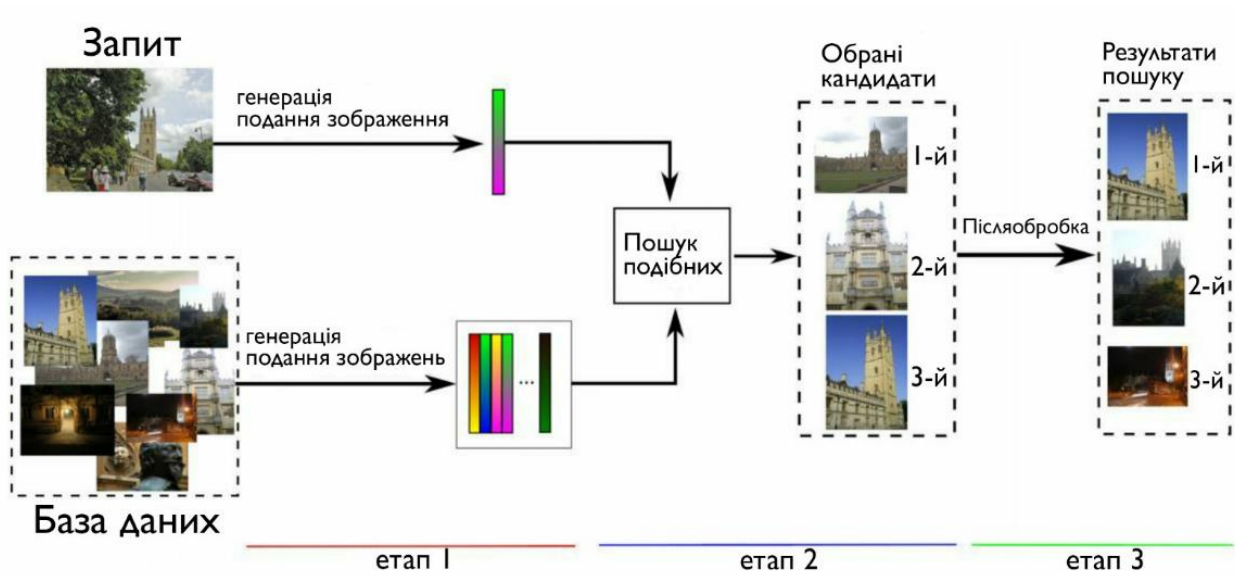 Запит
генерація
подання зображення
База даних
генерація
подання зображень
...
Пошук
подібних
Обрані
кандидати
1-й
2-й
3-й
Післяобробка
Результати
пошуку
1-й
2-й
3-й
етап 1
етап 2
етап 3